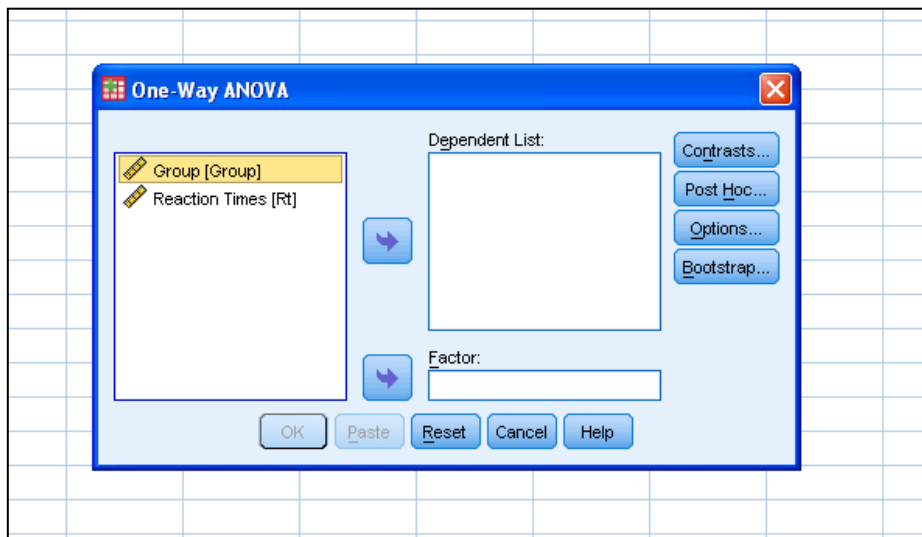 One-Way ANOVA
Group [Group]
Reaction Times [Rt]
Dependent List:
Factor:
Contrasts...
Post Hoc...
Options...
Bootstrap...
OK Paste Reset Cancel Help